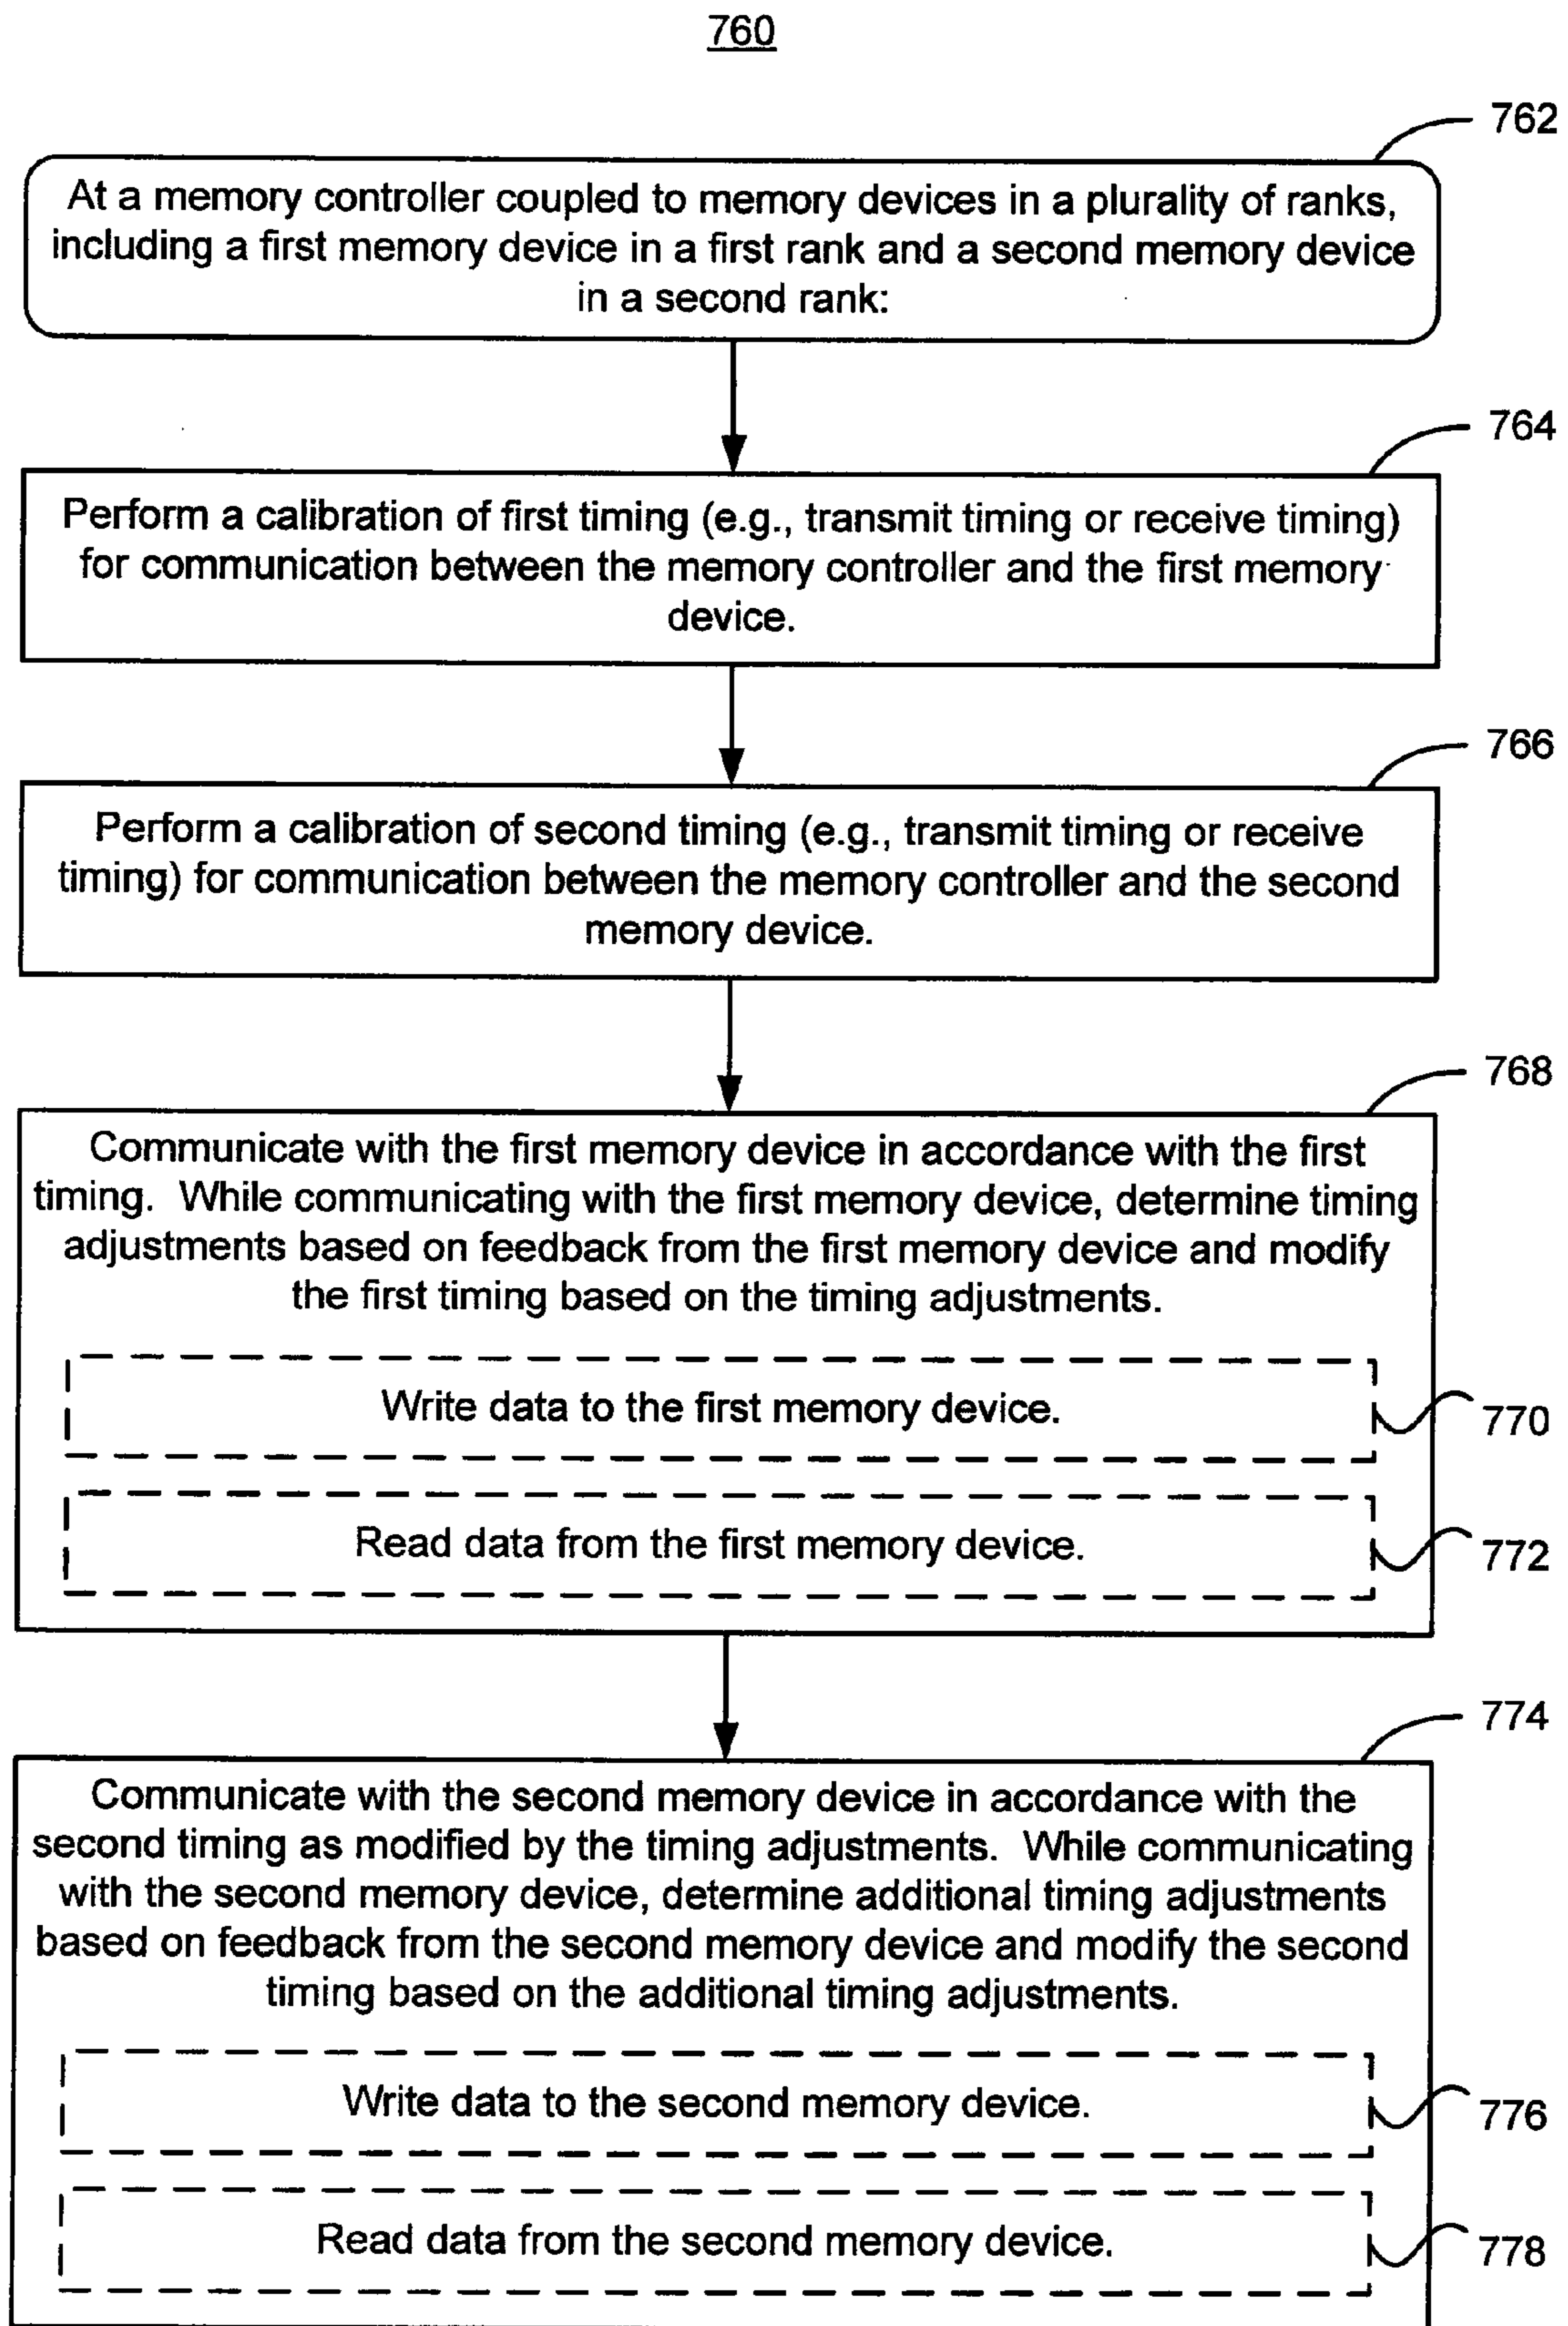 760
762
At a memory controller coupled to memory devices in a plurality of ranks,
including a first memory device in a first rank and a second memory device
in a second rank:
764
Perform a calibration of first timing (e.g., transmit timing or receive timing)
for communication between the memory controller and the first memory
device.
766
Perform a calibration of second timing (e.g., transmit timing or receive
timing) for communication between the memory controller and the second
memory device.
768
Communicate with the first memory device in accordance with the first
timing. While communicating with the first memory device, determine timing
adjustments based on feedback from the first memory device and modify
the first timing based on the timing adjustments.
Write data to the first memory device.
770
Read data from the first memory device.
772
774
Communicate with the second memory device in accordance with the
second timing as modified by the timing adjustments. While communicating
with the second memory device, determine additional timing adjustments
based on feedback from the second memory device and modify the second
timing based on the additional timing adjustments.
Write data to the second memory device.
776
Read data from the second memory device.
778